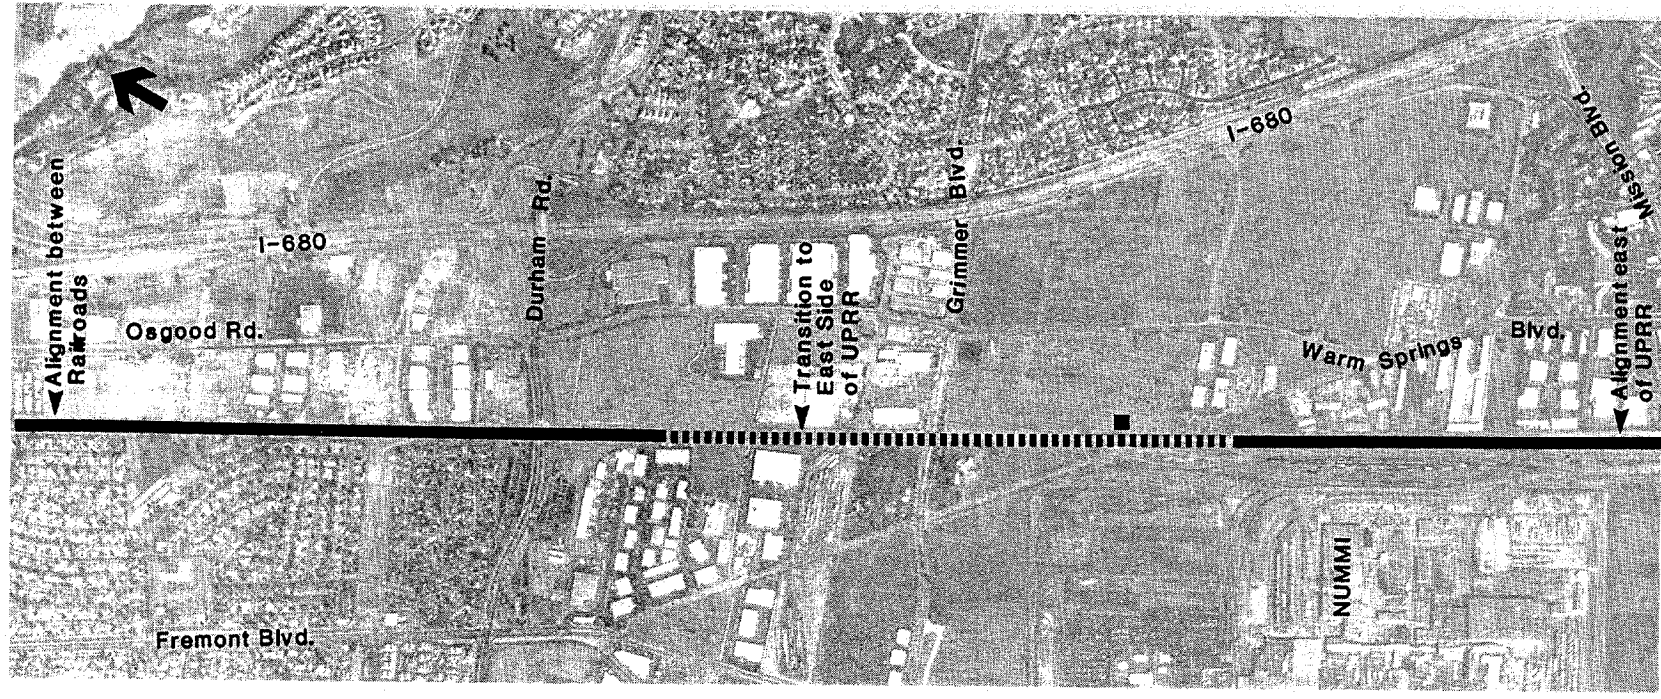 I-680
Mission Blvd.
I-680
Durham Rd.
Grimmer Blvd.
Alignment between
Railroads
Osgood Rd.
Transition to
East Side
of UPRR
Warm Springs Blvd.
Alignment east
of UPRR
NUMMI
Fremont Blvd.